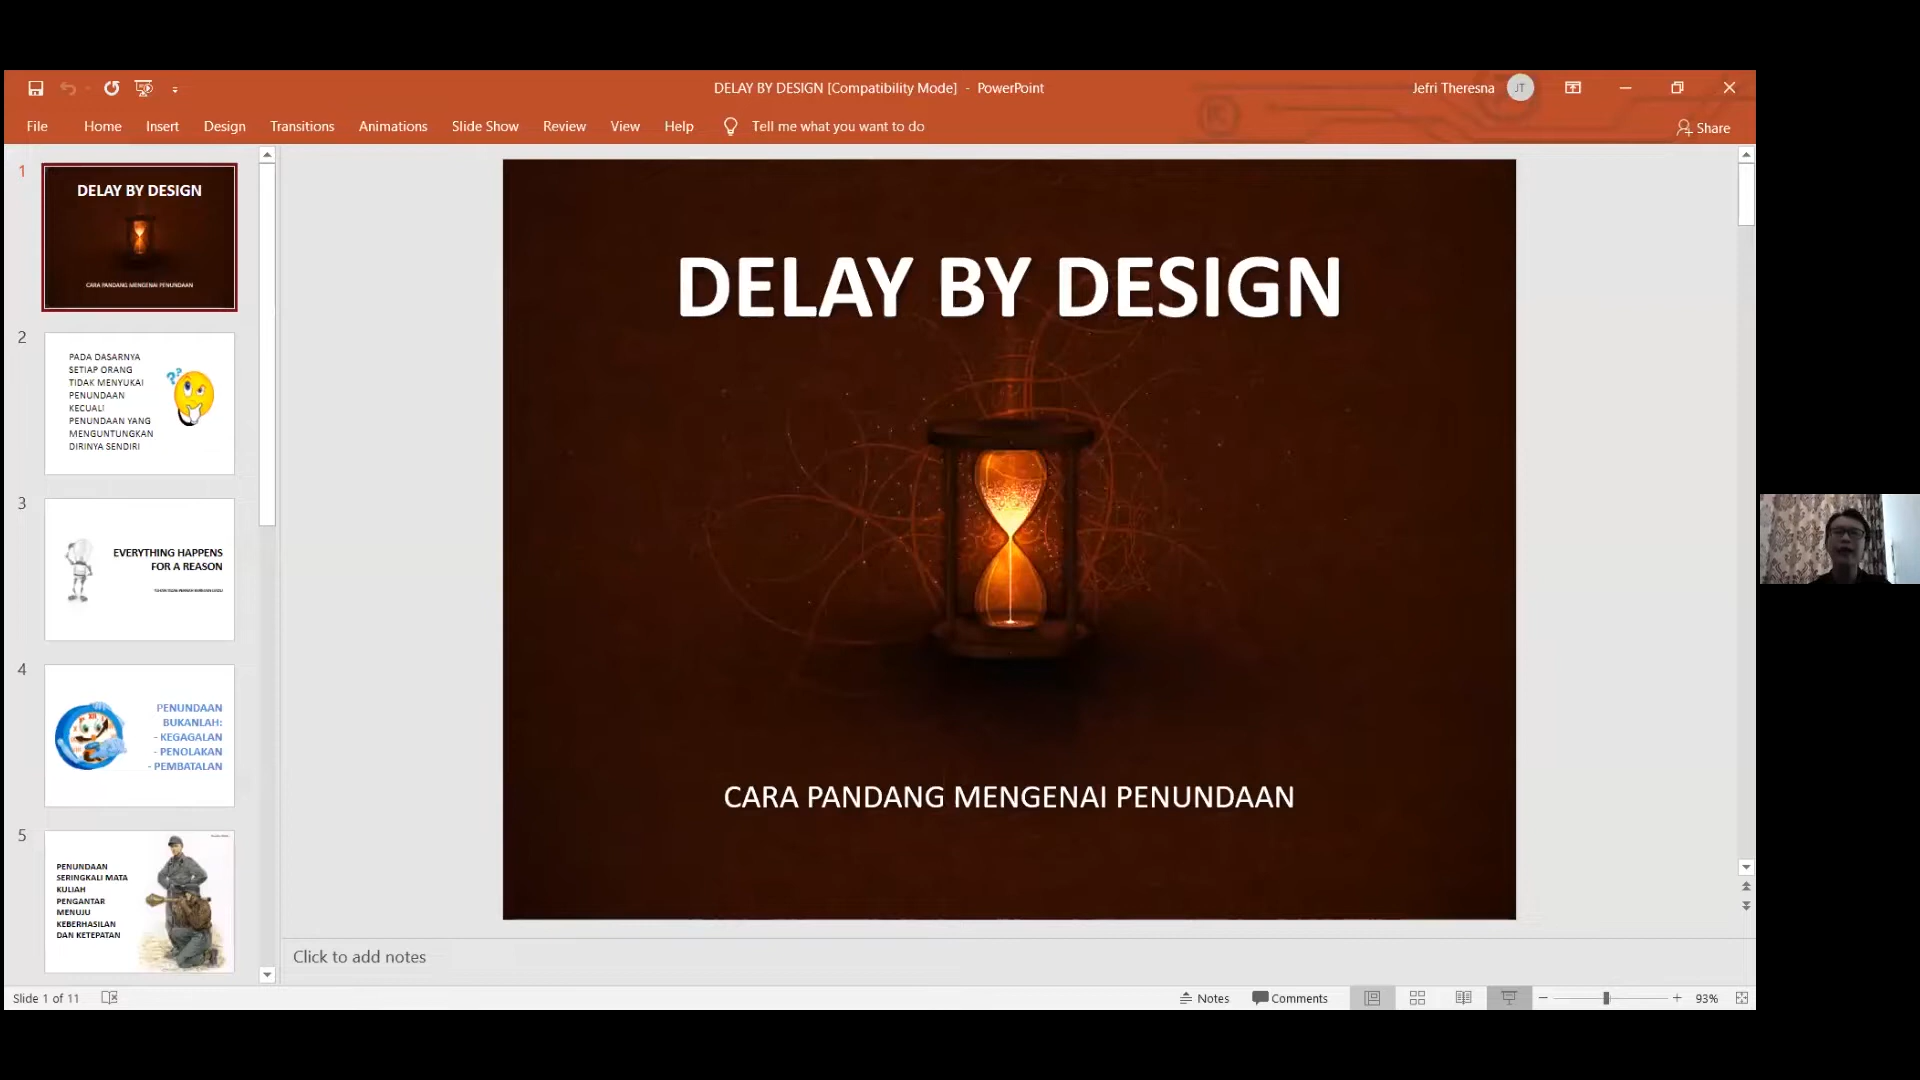 DELAY BY DESIGN [Compatibility Mode] - PowerPoint
Jefri Theresna
JT
File Home Insert Design Transitions Animations Slide Show Review View Help Tell me what you want to do
Share
1
DELAY BY DESIGN
CARA PANDANG MENGENAI PENUNDAAN
2
PADA DASARNYA
SETIAP ORANG
TIDAK MENYUKAI
PENUNDAAN
KECUALI
PENUNDAAN YANG
MENGUNTUNGKAN
DIRINYA SENDIRI
3
EVERYTHING HAPPENS
FOR A REASON
4
PENUNDAAN
BUKANLAH:
- KEGAGALAN
- PENOLAKAN
- PEMBATALAN
5
PENUNDAAN
SERINGKALI MATA
KULIAH
PENGANTAR
MENUJU
KEBERHASILAN
DAN KETEPATAN
DELAY BY DESIGN
CARA PANDANG MENGENAI PENUNDAAN
Click to add notes
Slide 1 of 11
Notes
Comments
93%